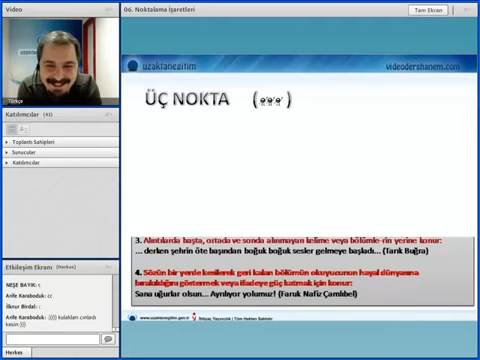 Video
Türkçe
Katılımcılar (41)
Toplantı Sahipleri
Sunucular
Katılımcılar
Etkileşim Ekranı (Herkes)
NEŞE BAYIK: c
Arife Karaboduk: cc
İlknur Birdal: c
Arife Karaboduk: :)))) kulakları cınladı kesin:)))
Herkes
06. Noktalama İşaretleri
Tam Ekran
uzaktanegitim
videodershanem.com
ÜÇ NOKTA (...)
3. Alıntılarda başta, ortada ve sonda alınmayan kelime veya bölümle-rin yerine konur:
... derken şehrin öte başından boğuk boğuk sesler gelmeye başladı... (Tarık Buğra)
4. Sözün bir yerde kesilerek geri kalan bölümün okuyucunun hayal dünyasına bırakıldığını göstermek veya ifadeye güç katmak için konur:
Sana uğurlar olsun... Ayrılıyor yolumuz! (Faruk Nafiz Çamlıbel)
www.uzaktanegitim.gen.tr
İhtiyaç Yayıncılık | Tüm Hakları Saklıdır